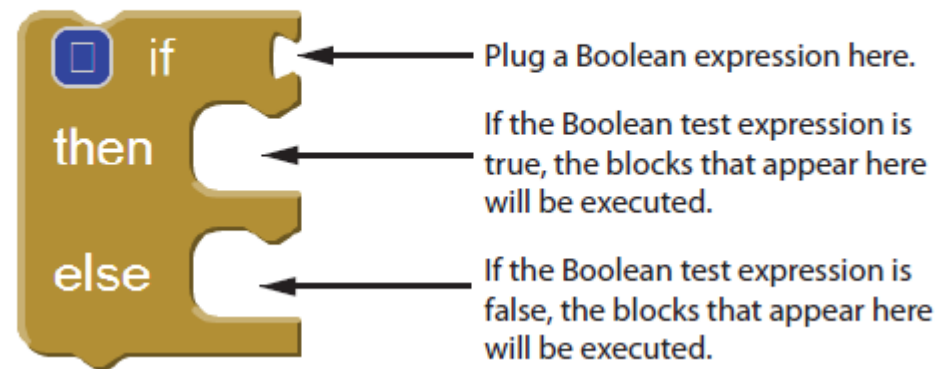 if
Plug a Boolean expression here.
then
If the Boolean test expression is
true, the blocks that appear here
will be executed.
else
If the Boolean test expression is
false, the blocks that appear here
will be executed.